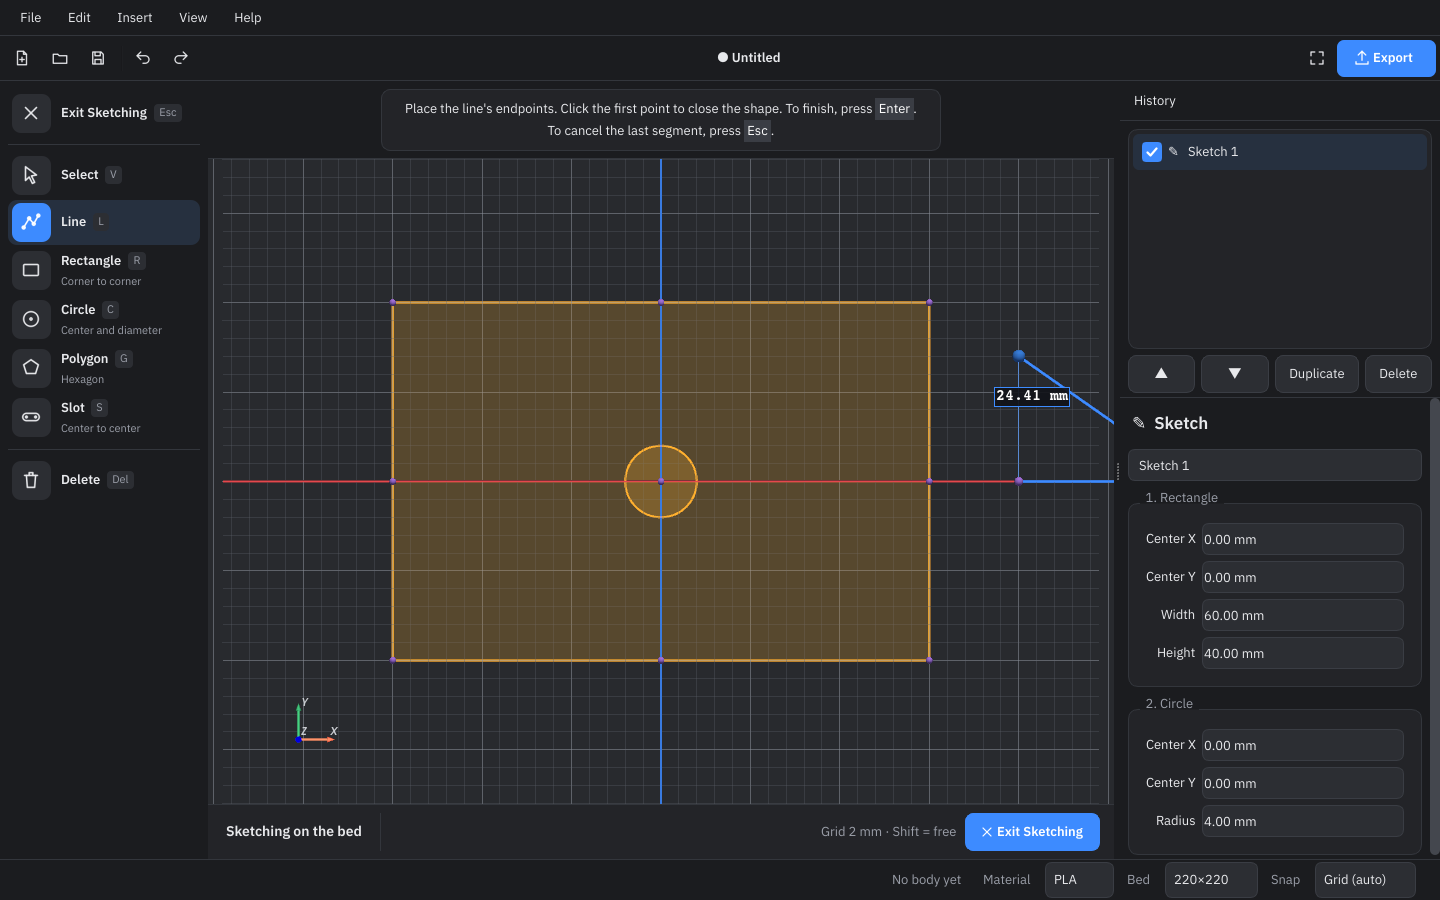 File Edit Insert View Help
Untitled
Export
Exit Sketching Esc
Select V
Line L
Rectangle R
Corner to corner
Circle C
Center and diameter
Polygon G
Hexagon
Slot S
Center to center
Delete Del
Place the line's endpoints. Click the first point to close the shape. To finish, press Enter.
To cancel the last segment, press Esc.
24.41 mm
Y
Z X
Sketching on the bed
Grid 2 mm · Shift = free
Exit Sketching
History
Sketch 1
Duplicate
Delete
Sketch
Sketch 1
1. Rectangle
Center X 0.00 mm
Center Y 0.00 mm
Width 60.00 mm
Height 40.00 mm
2. Circle
Center X 0.00 mm
Center Y 0.00 mm
Radius 4.00 mm
No body yet Material PLA Bed 220×220 Snap Grid (auto)